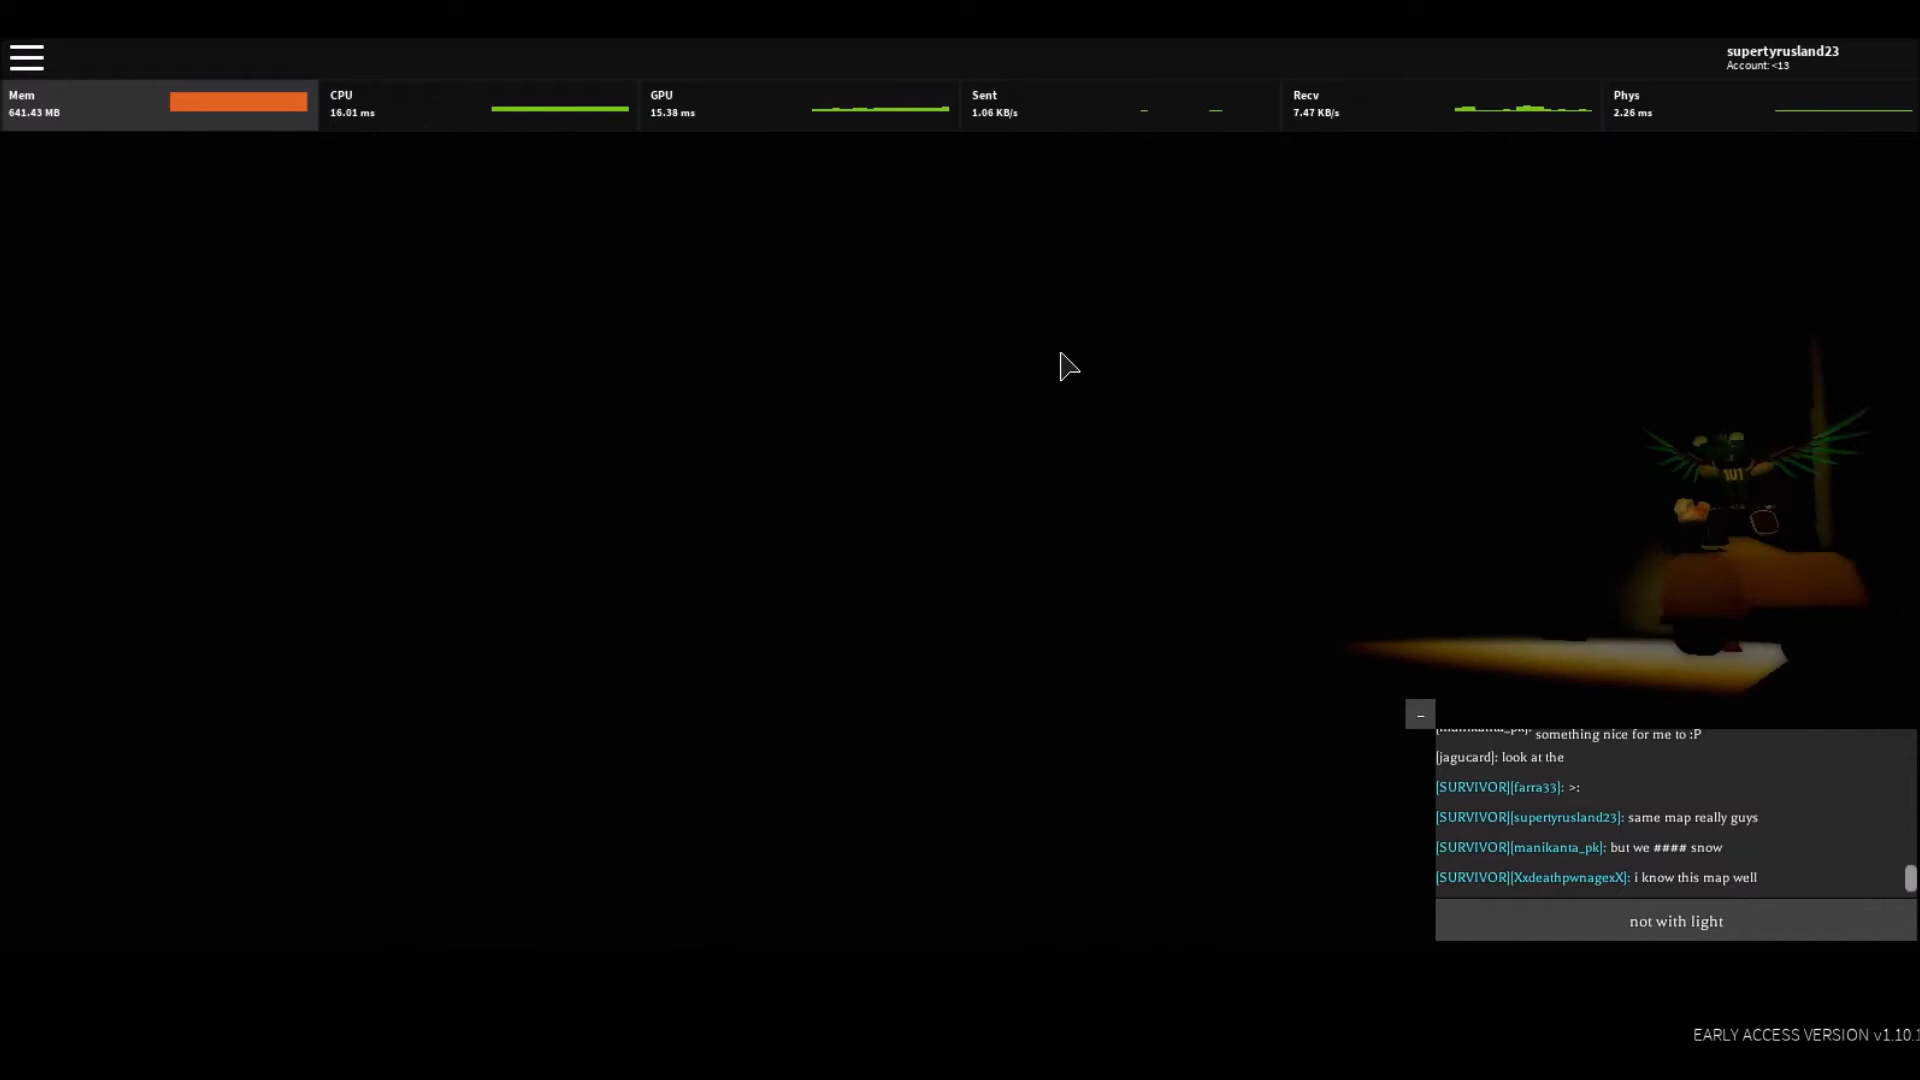 supertyrusland23
Account: <13
Mem
641.43 MB
CPU
16.01 ms
GPU
15.38 ms
Sent
1.06 KB/s
Recv
7.47 KB/s
Phys
2.26 ms
101
[manikanta_pk]: something nice for me to :P
[jagucard]: look at the
[SURVIVOR][farra33]: >:
[SURVIVOR][supertyrusland23]: same map really guys
[SURVIVOR][manikanta_pk]: but we #### snow
[SURVIVOR][XxdeathpwnagexX]: i know this map well
not with light
EARLY ACCESS VERSION v1.10.1